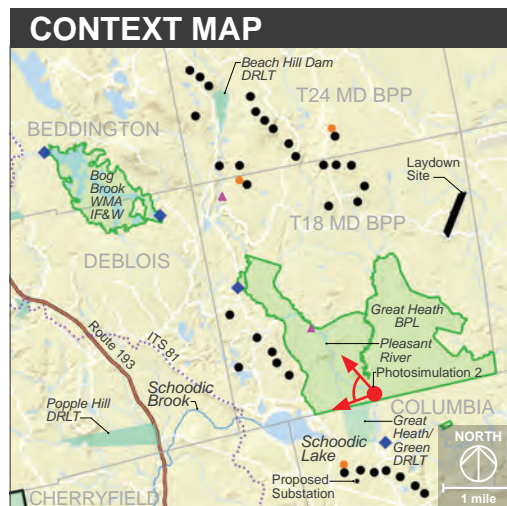 CONTEXT MAP
Beach Hill Dam
DRLT
T24 MD BPP
BEDDINGTON
Laydown
Site
Bog
Brook
WMA
IF&W
T18 MD BPP
DEBLOIS
Great Heath
BPL
Route 193
ITS 81
Pleasant
River
Photosimulation 2
Schoodic
Brook
Popple Hill
DRLT
COLUMBIA
Great
Heath/
Green
DRLT
Schoodic
Lake
NORTH
Proposed
Substation
CHERRYFIELD
1 mile